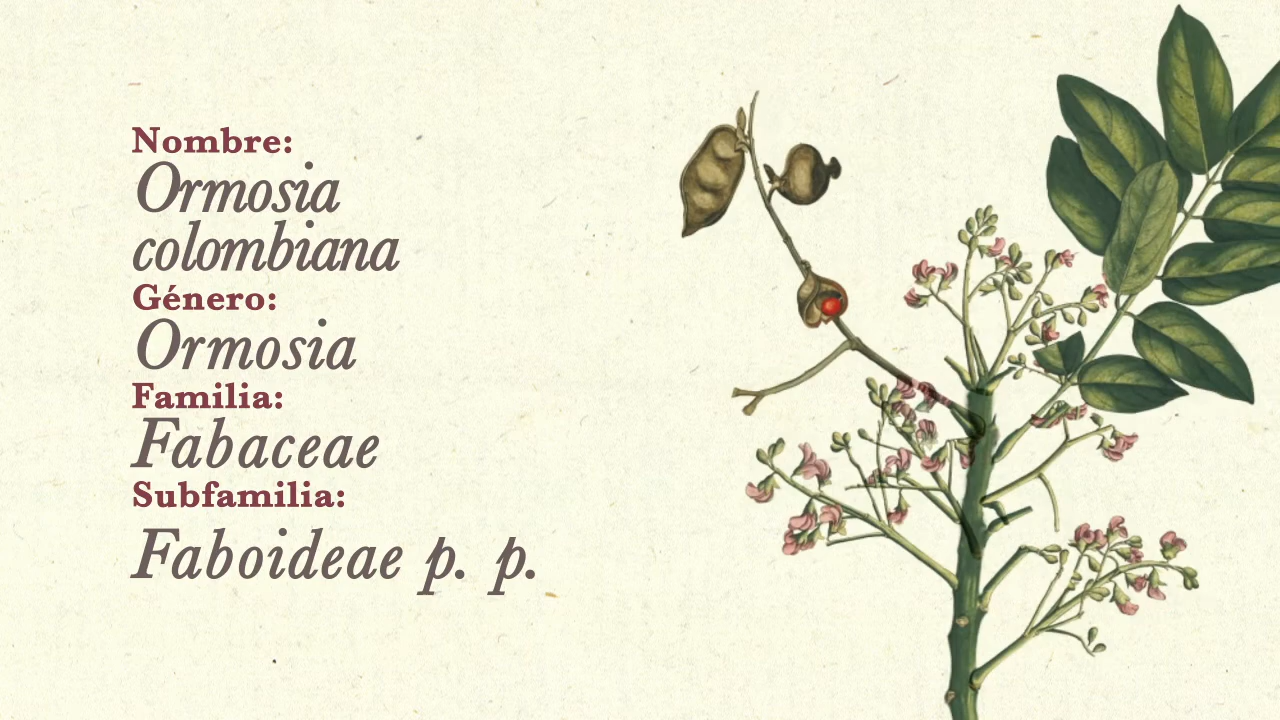 Nombre:
Ormosia
colombiana
Género:
Ormosia
Familia:
Fabaceae
Subfamilia:
Faboideae p. p.